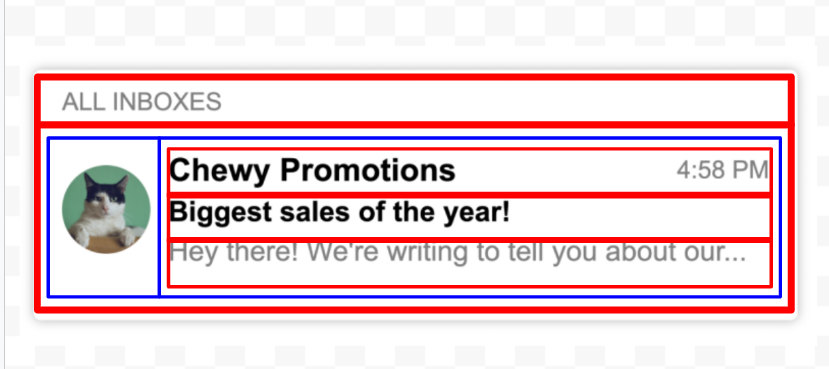 ALL INBOXES
Chewy Promotions 4:58 PM
Biggest sales of the year!
Hey there! We're writing to tell you about our...